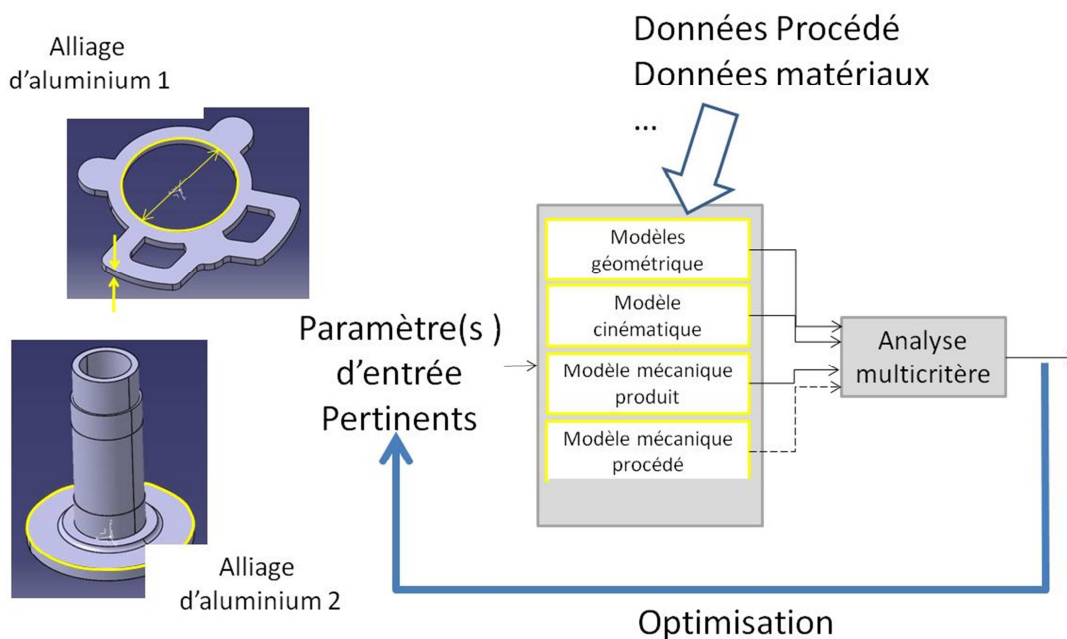 Alliage
d'aluminium 1
Données Procédé
Données matériaux
...
Modèles
géométrique
Modèle
cinématique
Modèle mécanique
produit
Modèle mécanique
procédé
Paramètre(s )
d'entrée
Pertinents
Analyse
multicritère
Alliage
d'aluminium 2
Optimisation